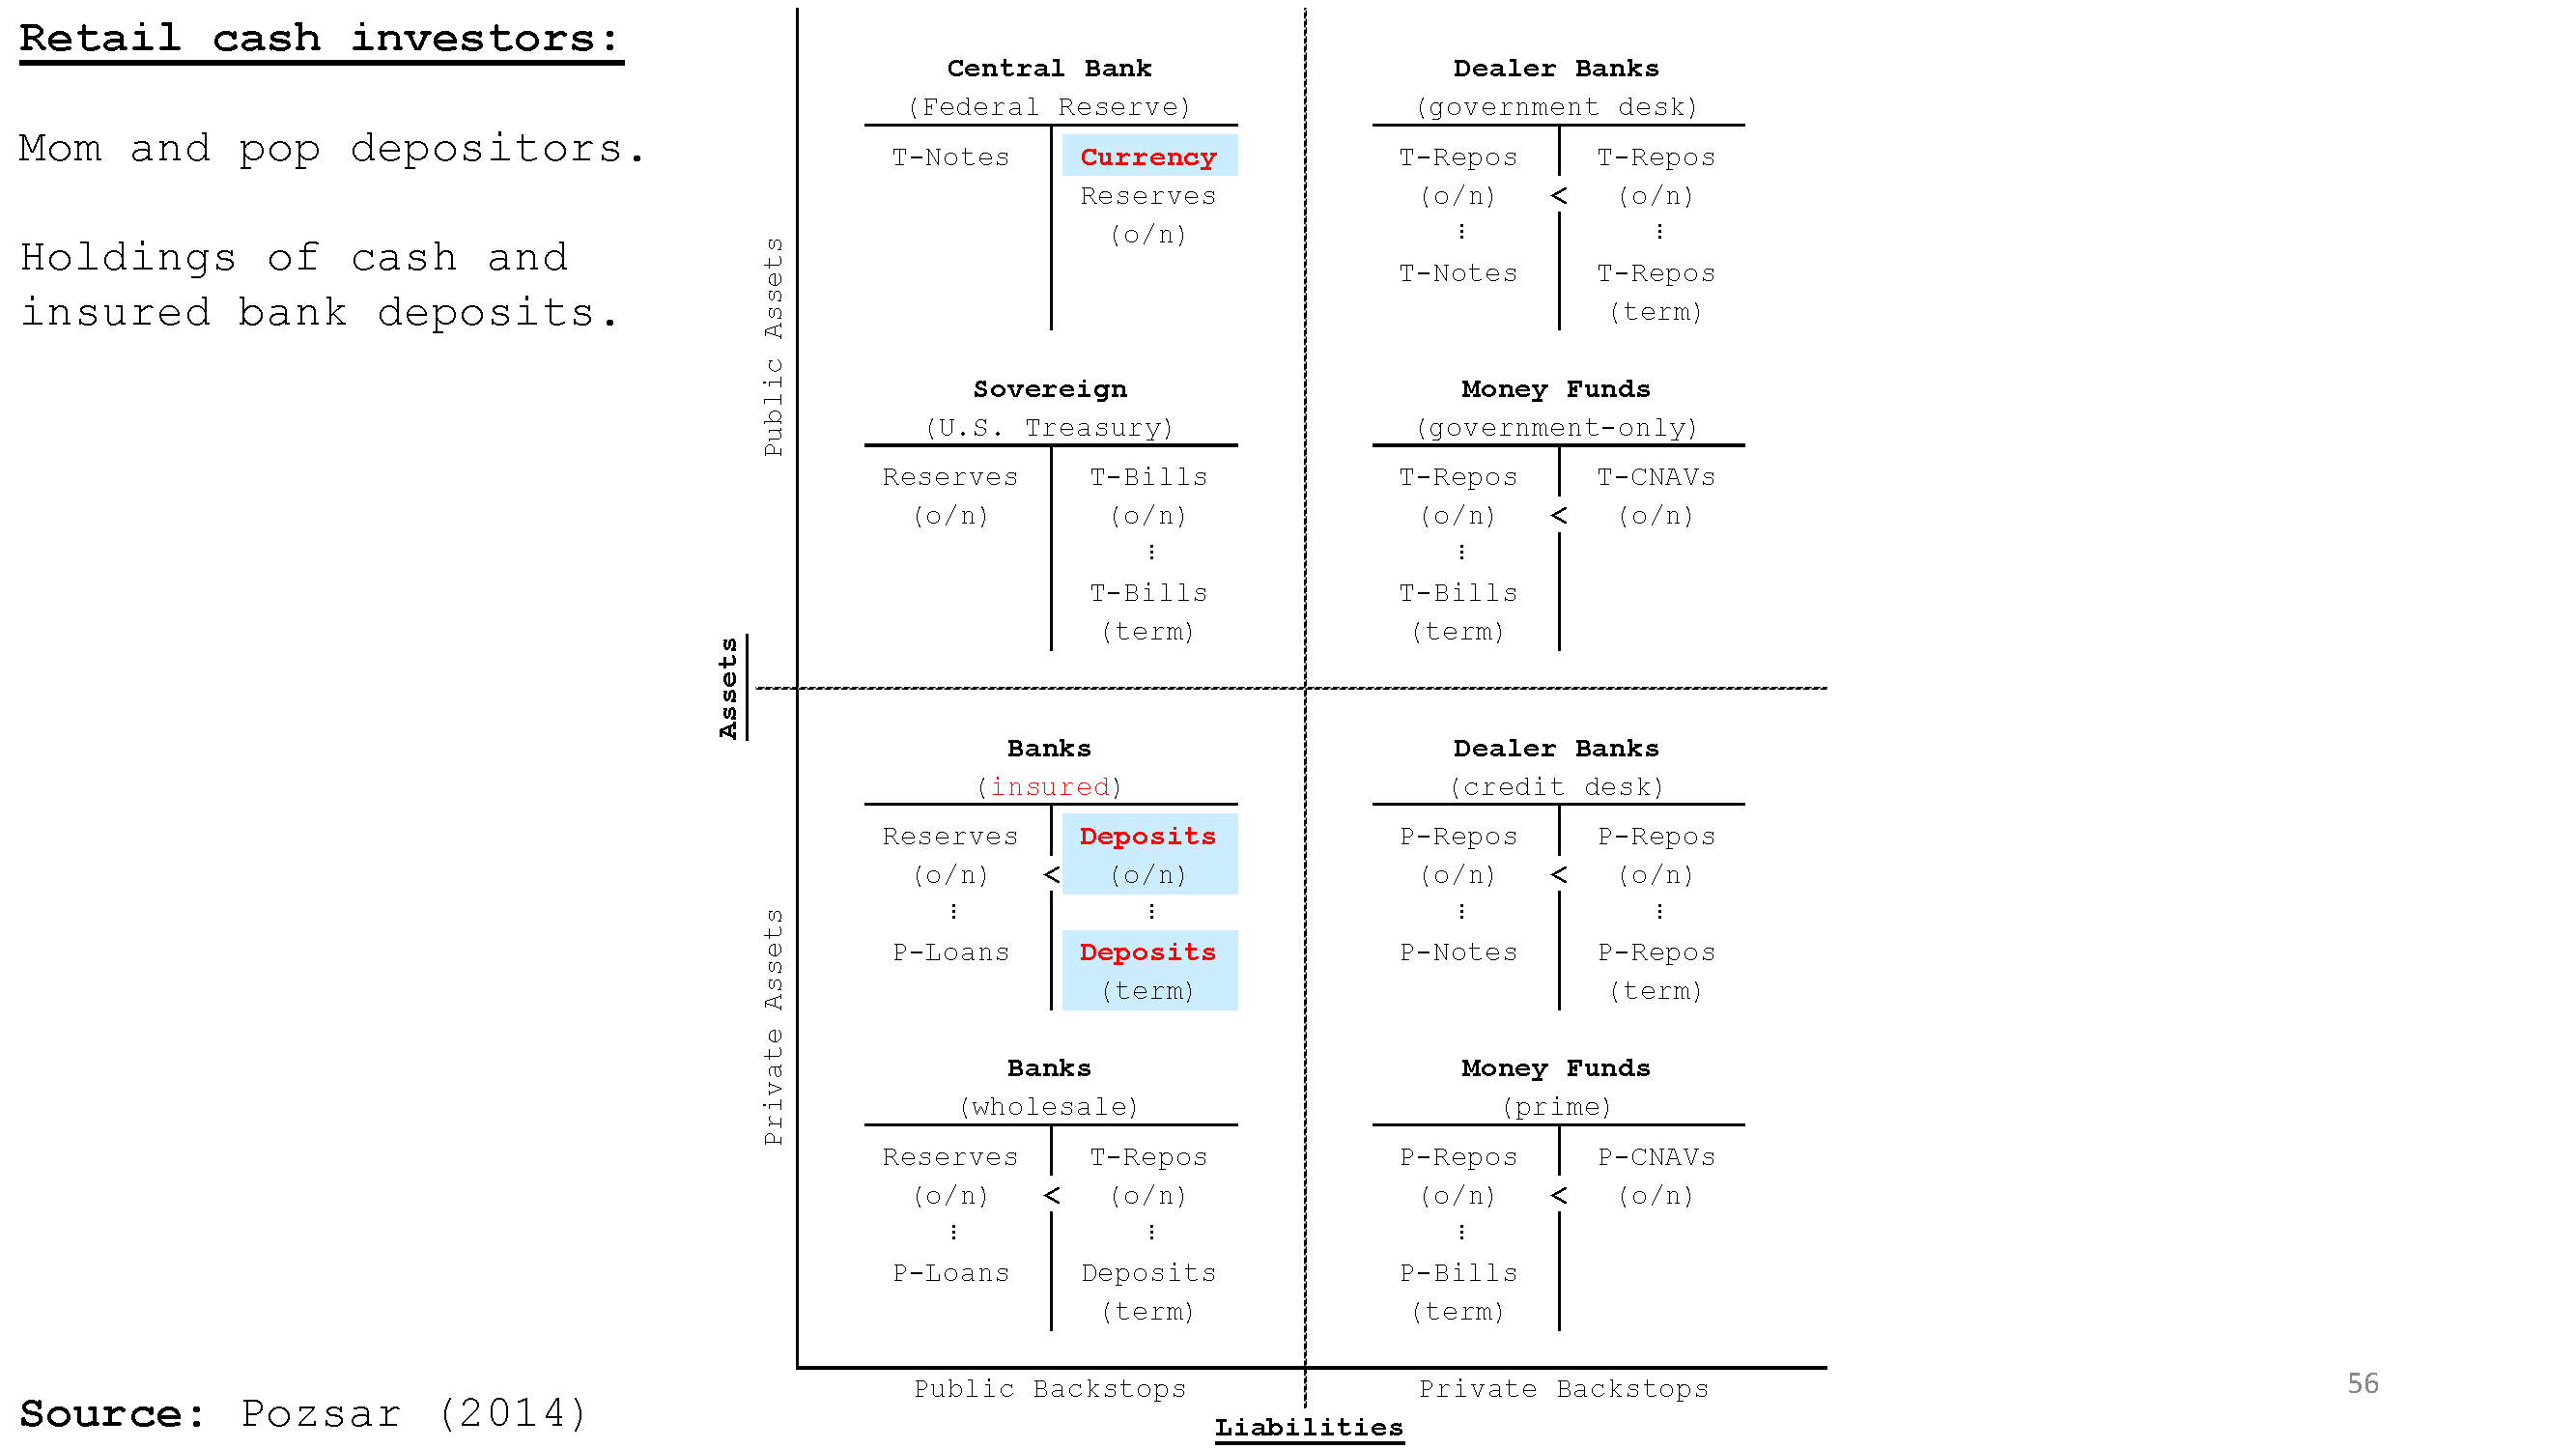 Retail cash investors:
Mom and pop depositors.
Holdings of cash and
insured bank deposits.
Source: Pozsar (2014)
Assets
Public Assets
Private Assets
Central Bank
(Federal Reserve)
T-Notes Currency
Reserves
(o/n)
Dealer Banks
(government desk)
T-Repos T-Repos
(o/n) < (o/n)
⋮ ⋮
T-Notes T-Repos
(term)
Sovereign
(U.S. Treasury)
Reserves T-Bills
(o/n) (o/n)
⋮
T-Bills
(term)
Money Funds
(government-only)
T-Repos T-CNAVs
(o/n) < (o/n)
⋮
T-Bills
(term)
Banks
(insured)
Reserves Deposits
(o/n) < (o/n)
⋮ ⋮
P-Loans Deposits
(term)
Dealer Banks
(credit desk)
P-Repos P-Repos
(o/n) < (o/n)
⋮ ⋮
P-Notes P-Repos
(term)
Banks
(wholesale)
Reserves T-Repos
(o/n) < (o/n)
⋮ ⋮
P-Loans Deposits
(term)
Money Funds
(prime)
P-Repos P-CNAVs
(o/n) < (o/n)
⋮
P-Bills
(term)
Public Backstops Private Backstops
Liabilities
56